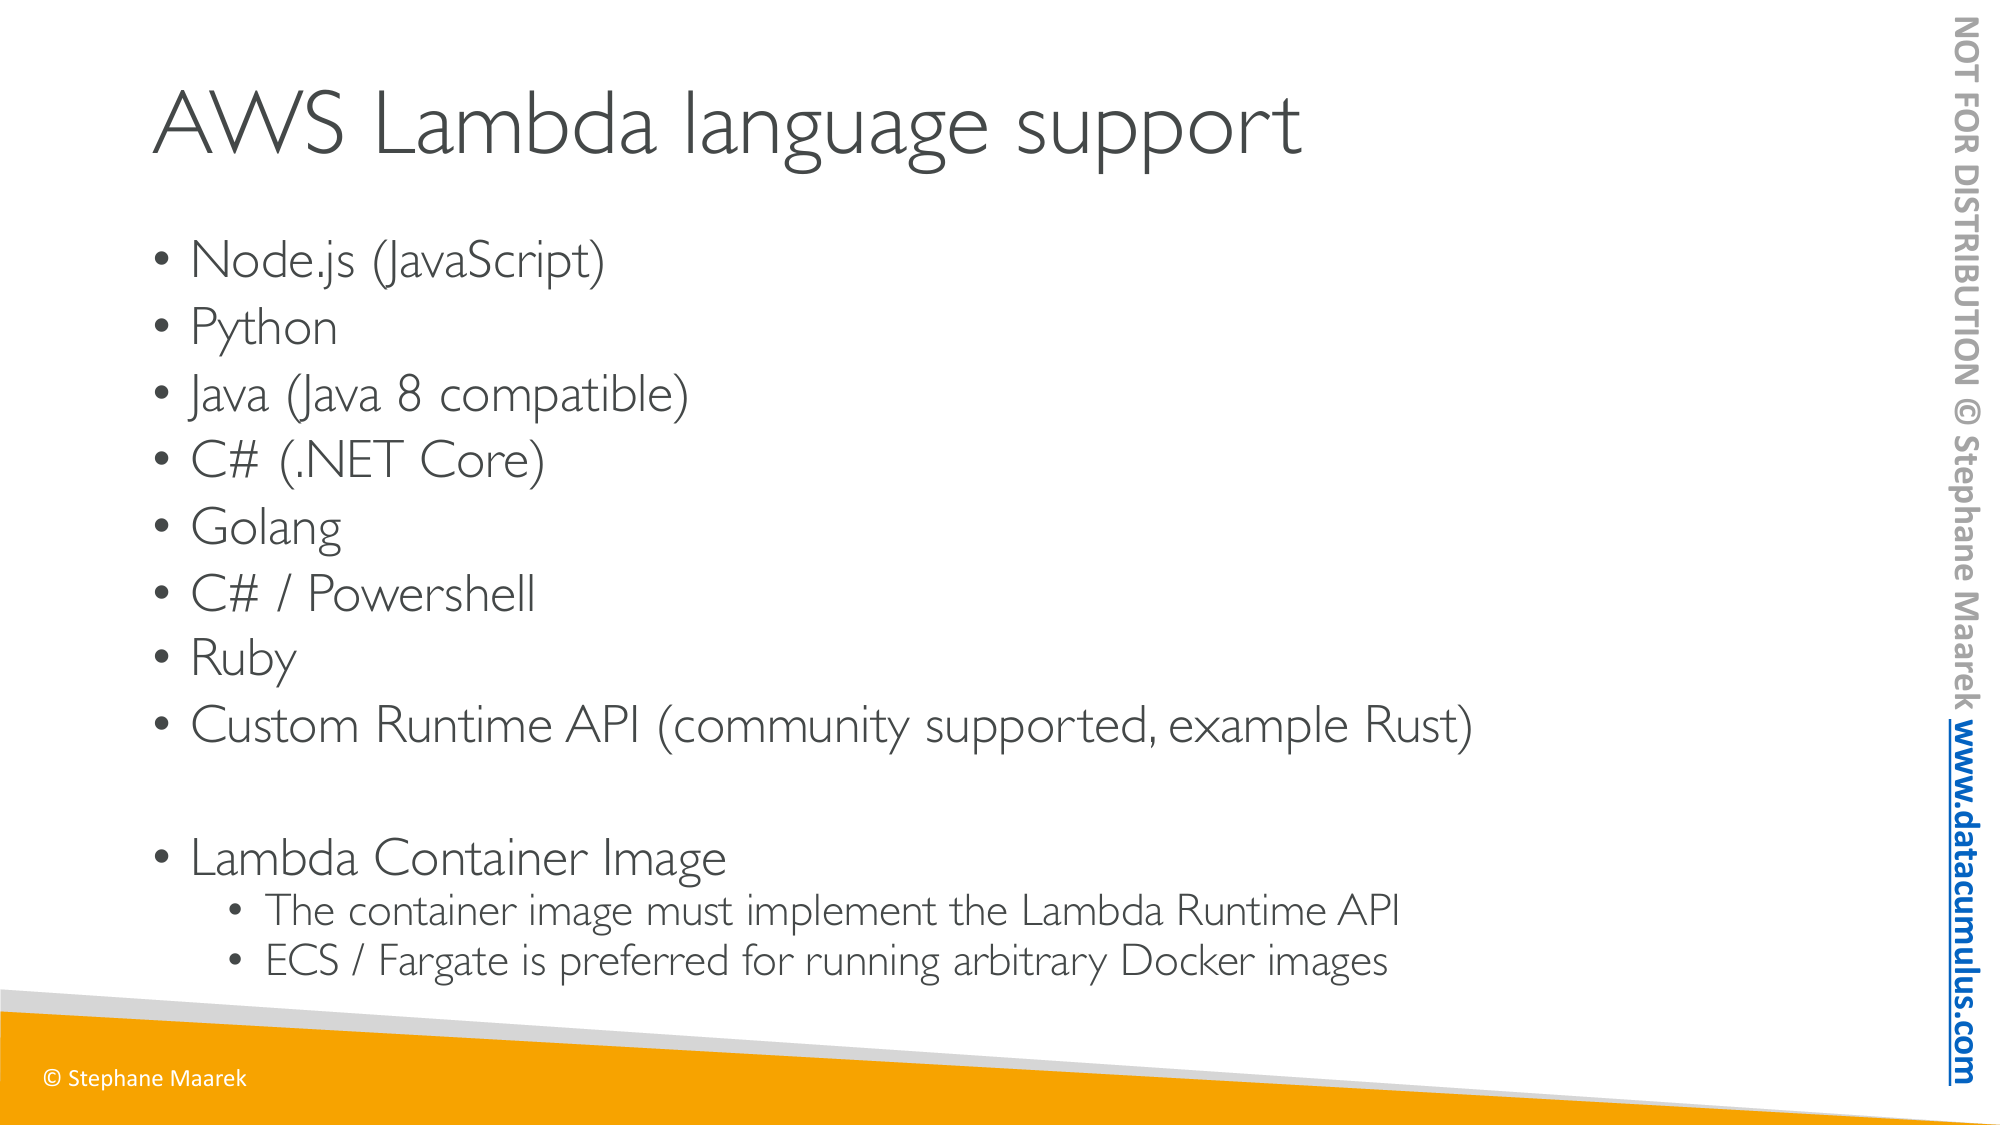 AWS Lambda language support
• Node.js (JavaScript)
• Python
• Java (Java 8 compatible)
• C# (.NET Core)
• Golang
• C# / Powershell
• Ruby
• Custom Runtime API (community supported, example Rust)
• Lambda Container Image
• The container image must implement the Lambda Runtime API
• ECS / Fargate is preferred for running arbitrary Docker images
© Stephane Maarek
NOT FOR DISTRIBUTION © Stephane Maarek www.datacumulus.com